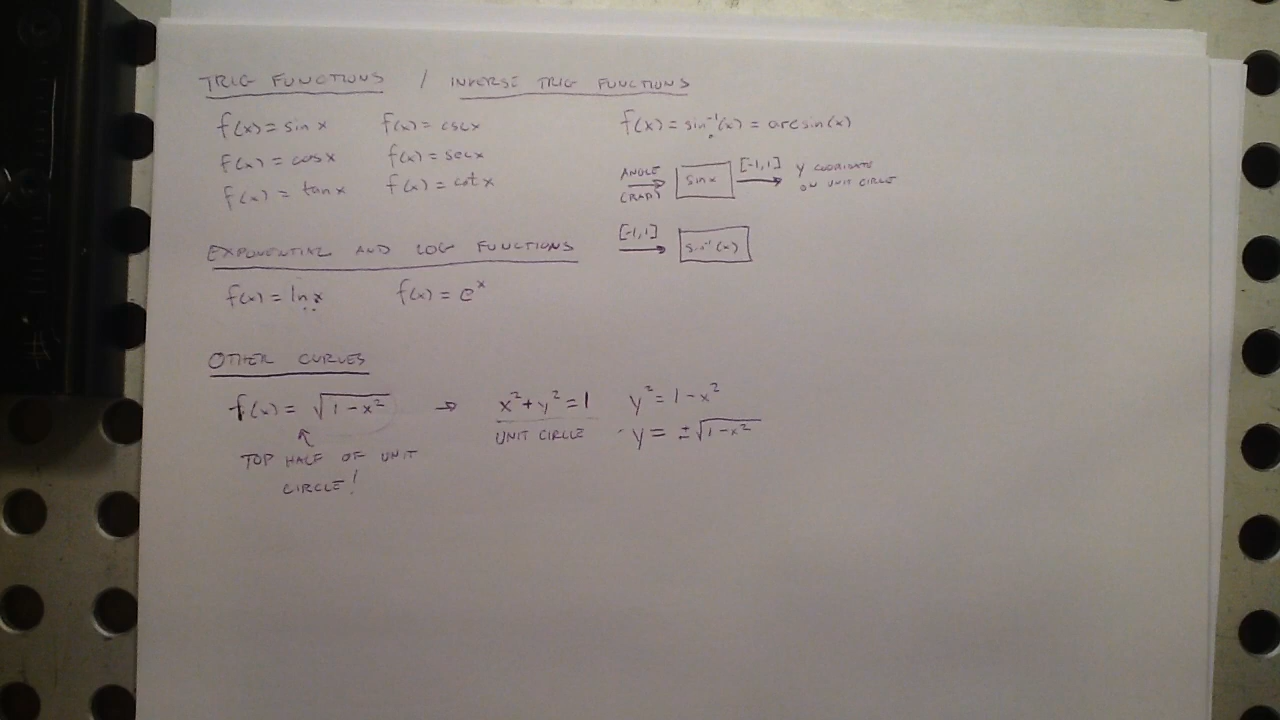 TRIG FUNCTIONS / INVERSE TRIG FUNCTIONS
f(x) = sin x f(x) = csc x f(x) = sin⁻¹(x) = arcsin(x)
f(x) = cos x f(x) = sec x
f(x) = tan x f(x) = cot x
ANGLE (RAD) → sin x [-1,1] → Y COORDINATE
ON UNIT CIRCLE
[-1,1] → sin⁻¹(x)
EXPONENTIAL AND LOG FUNCTIONS
f(x) = ln x f(x) = eˣ
OTHER CURVES
f(x) = √(1-x²) → x²+y²=1 y²=1-x²
UNIT CIRCLE y = ±√(1-x²)
TOP HALF OF UNIT
CIRCLE!